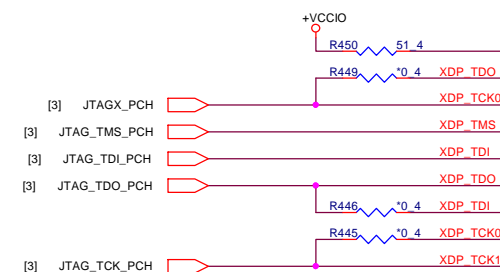 +VCCIO
R450 51_4
R449 *0_4 XDP_TDO
[3] JTAGX_PCH XDP_TCK0
[3] JTAG_TMS_PCH XDP_TMS
[3] JTAG_TDI_PCH XDP_TDI
[3] JTAG_TDO_PCH XDP_TDO
R446 *0_4 XDP_TDI
R445 *0_4 XDP_TCK0
[3] JTAG_TCK_PCH XDP_TCK1